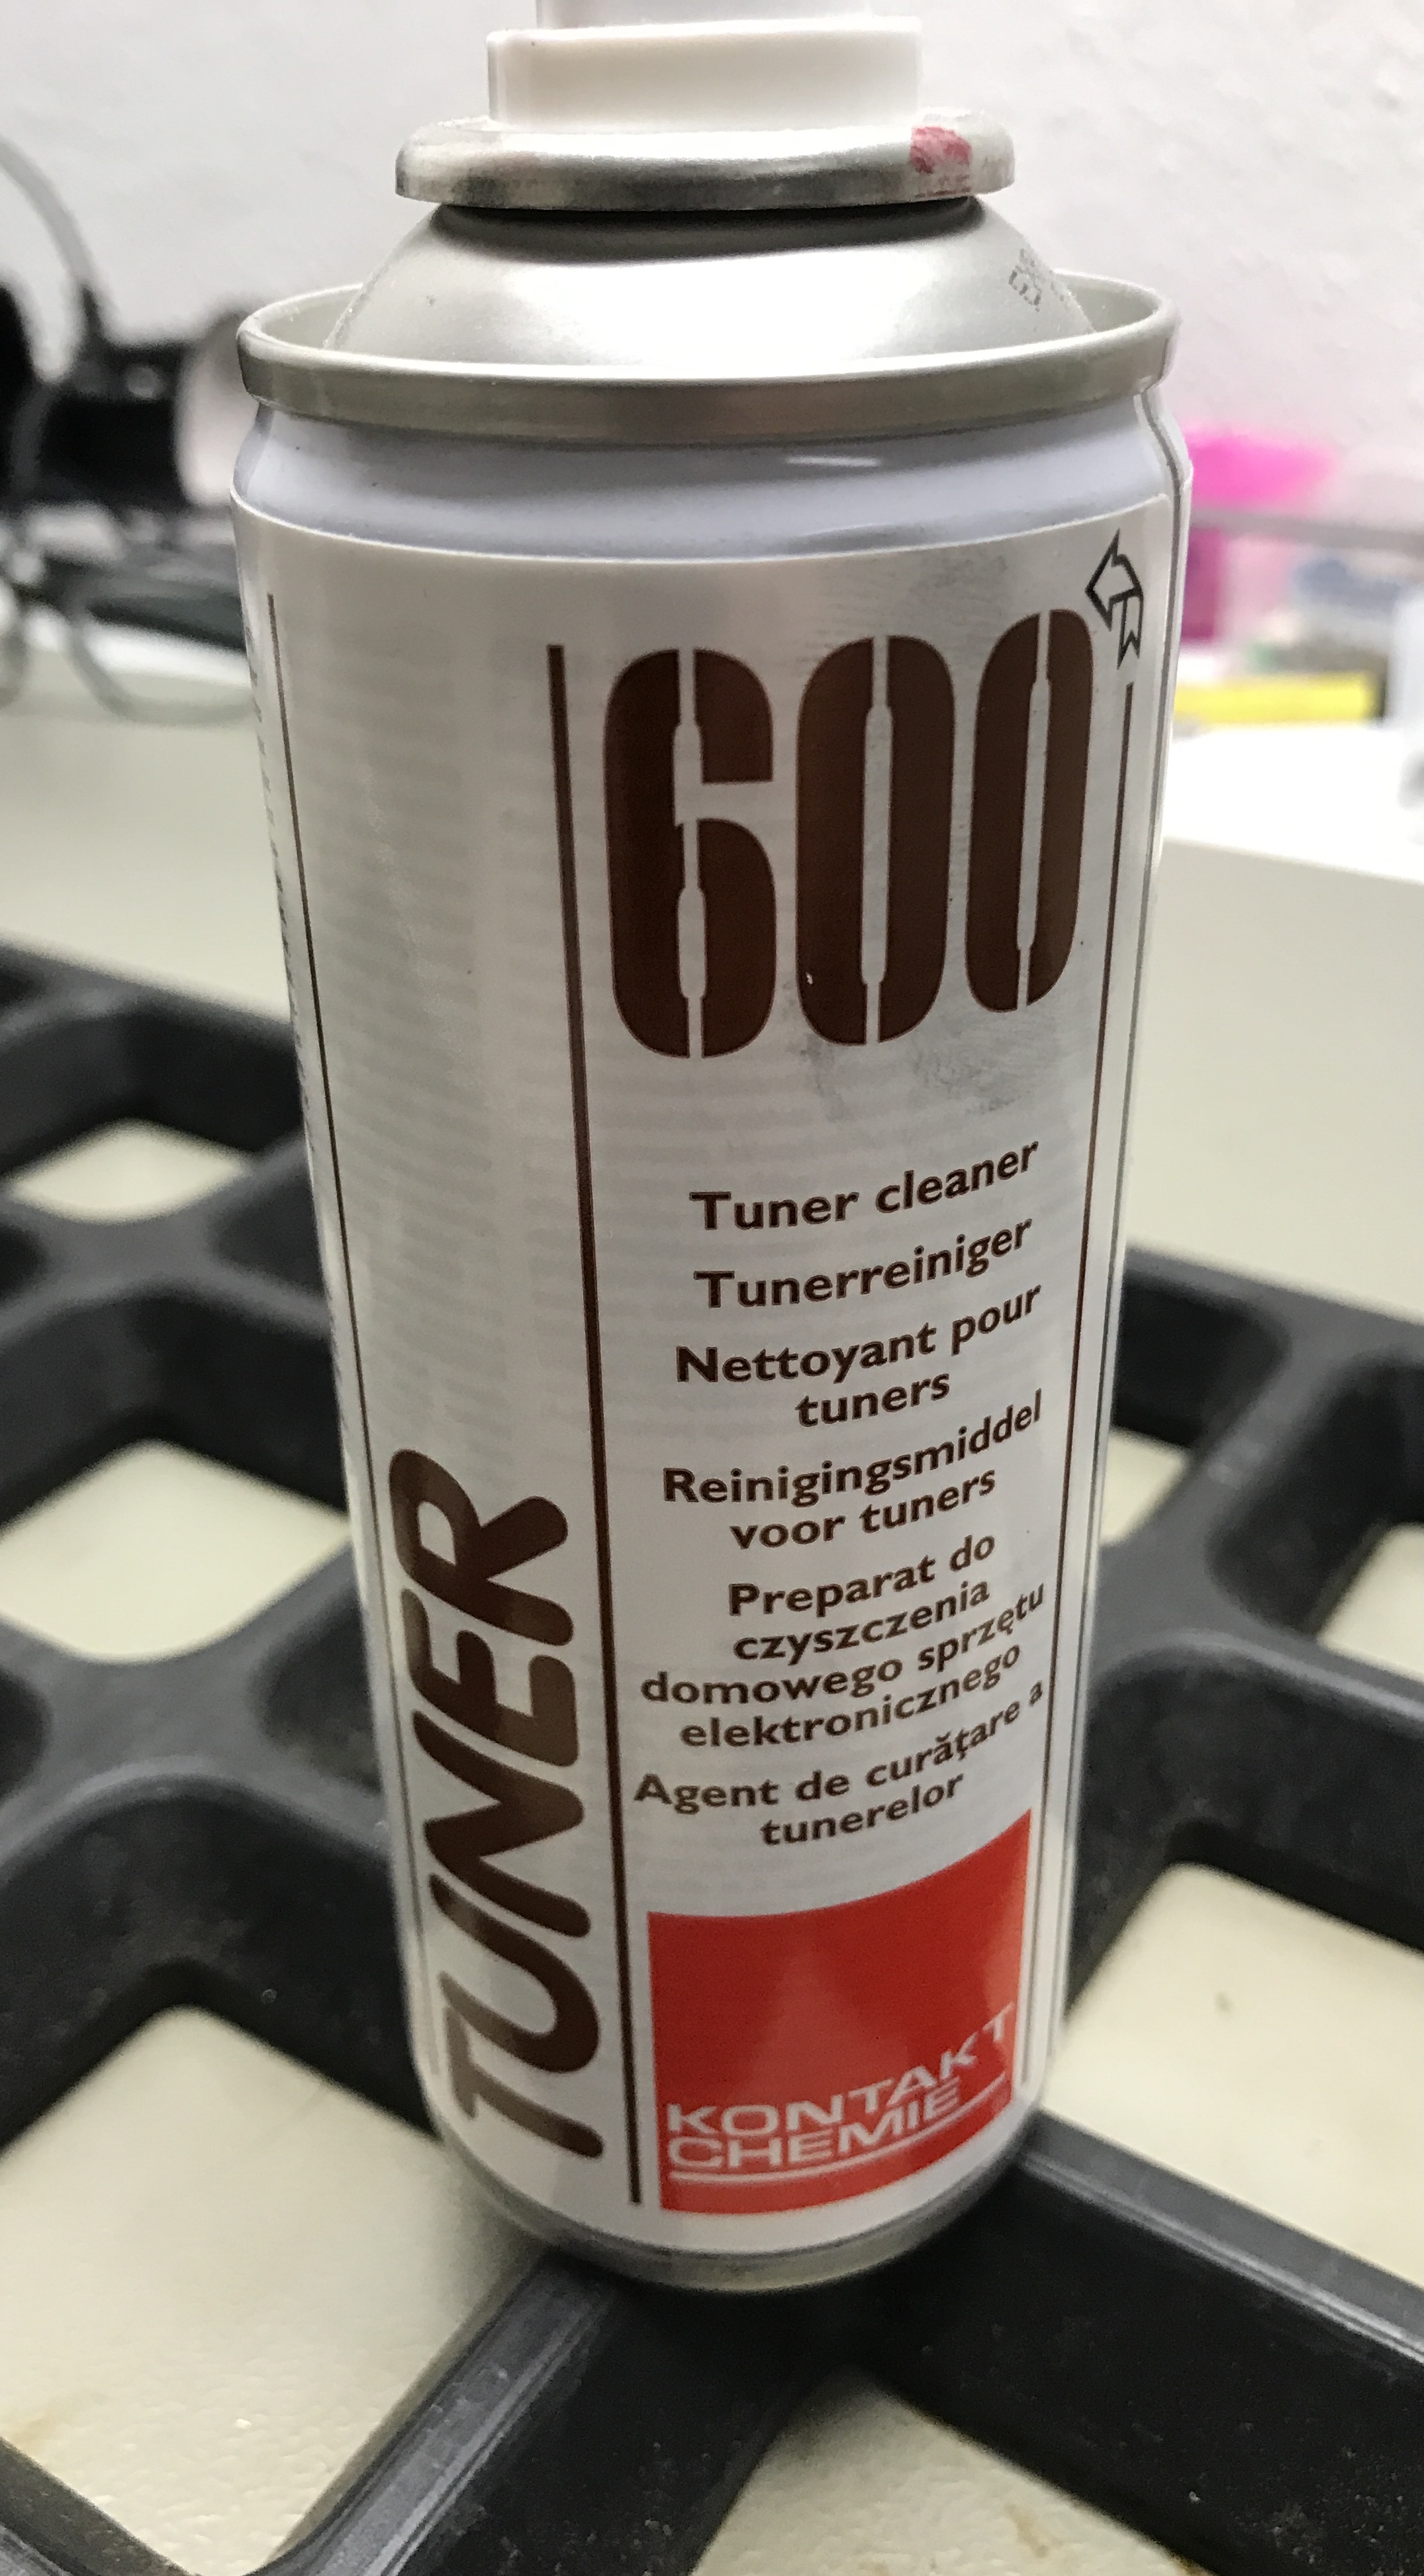 600
Tuner cleaner
Tunerreiniger
Nettoyant pour
tuners
Reinigingsmiddel
voor tuners
Preparat do
czyszczenia
domowego sprzętu
elektronicznego
Agent de curăţare a
tunerelor
TUNER
KONTAKT
CHEMIE